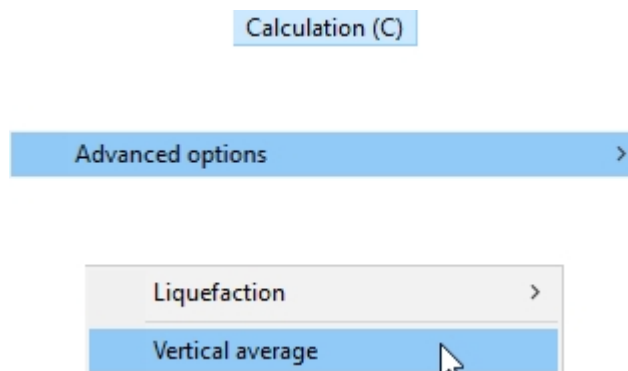 Calculation (C)
Advanced options
Liquefaction
Vertical average